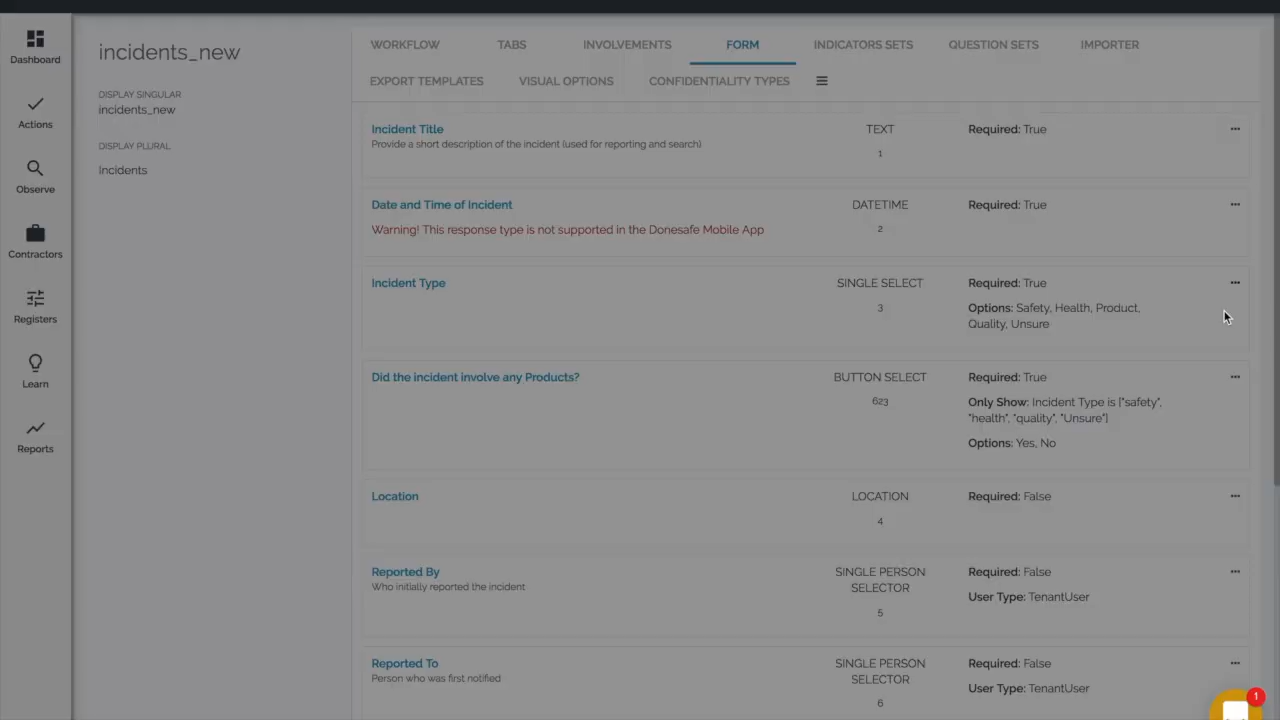 Dashboard
Actions
Observe
Contractors
Registers
Learn
Reports
incidents_new
DISPLAY SINGULAR
incidents_new
DISPLAY PLURAL
Incidents
WORKFLOW
TABS
INVOLVEMENTS
FORM
INDICATORS SETS
QUESTION SETS
IMPORTER
EXPORT TEMPLATES
VISUAL OPTIONS
CONFIDENTIALITY TYPES
Incident Title
Provide a short description of the incident (used for reporting and search)
TEXT
1
Required: True
Date and Time of Incident
Warning! This response type is not supported in the Donesafe Mobile App
DATETIME
2
Required: True
Incident Type
SINGLE SELECT
3
Required: True
Options: Safety, Health, Product,
Quality, Unsure
Did the incident involve any Products?
BUTTON SELECT
623
Required: True
Only Show: Incident Type is ["safety",
"health", "quality", "Unsure"]
Options: Yes, No
Location
LOCATION
4
Required: False
Reported By
Who initially reported the incident
SINGLE PERSON
SELECTOR
5
Required: False
User Type: TenantUser
Reported To
Person who was first notified
SINGLE PERSON
SELECTOR
6
Required: False
User Type: TenantUser
1